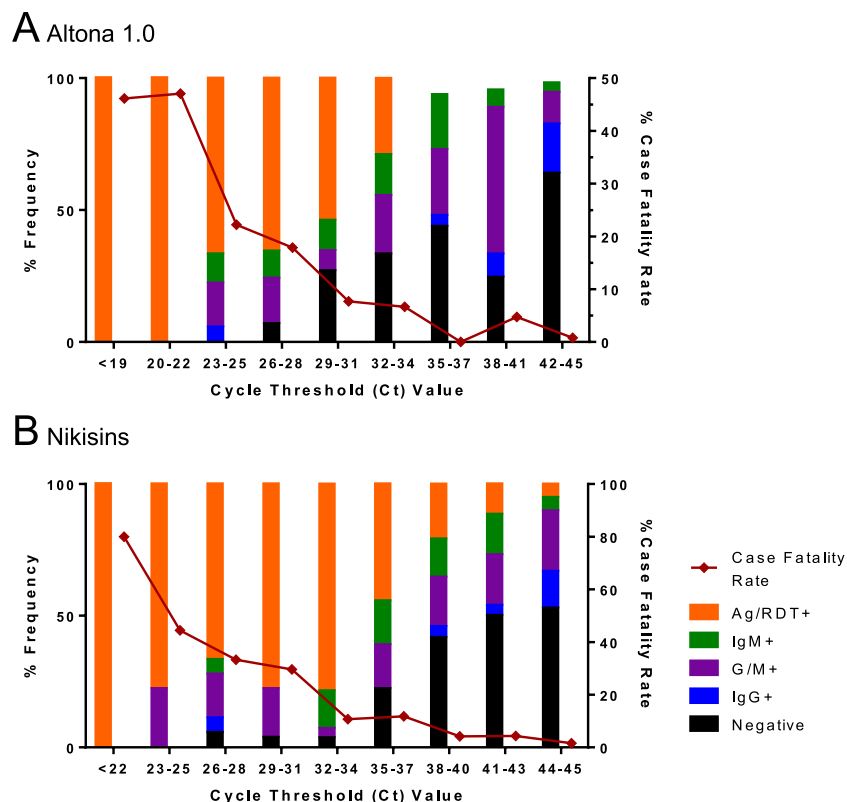 A Altona 1.0
100
50
0
% Frequency
50
40
30
20
10
0
% Case Fatality Rate
<19 20-22 23-25 26-28 29-31 32-34 35-37 38-41 42-45
Cycle Threshold (Ct) Value
B Nikisins
100
50
0
% Frequency
100
80
60
40
20
0
% Case Fatality Rate
<22 23-25 26-28 29-31 32-34 35-37 38-40 41-43 44-45
Cycle Threshold (Ct) Value
Case Fatality
Rate
Ag/RDT+
IgM+
G/M+
IgG+
Negative